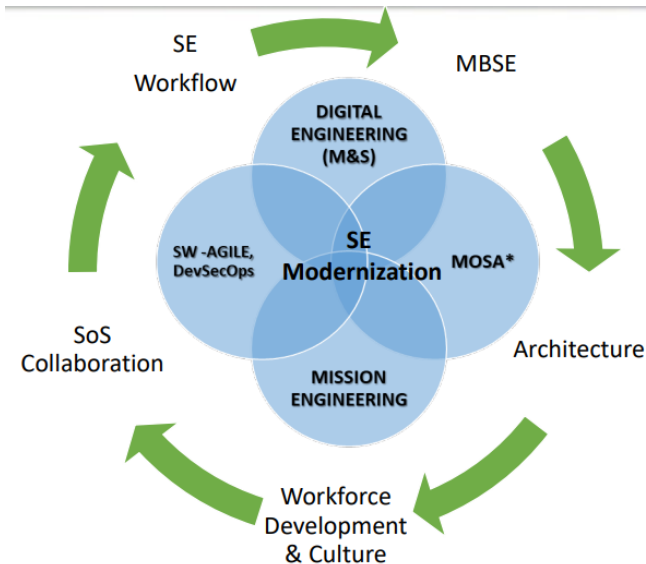 SE
Workflow
MBSE
DIGITAL
ENGINEERING
(M&S)
SW -AGILE,
DevSecOps
SE
Modernization
MOSA*
SoS
Collaboration
Architecture
MISSION
ENGINEERING
Workforce
Development
& Culture